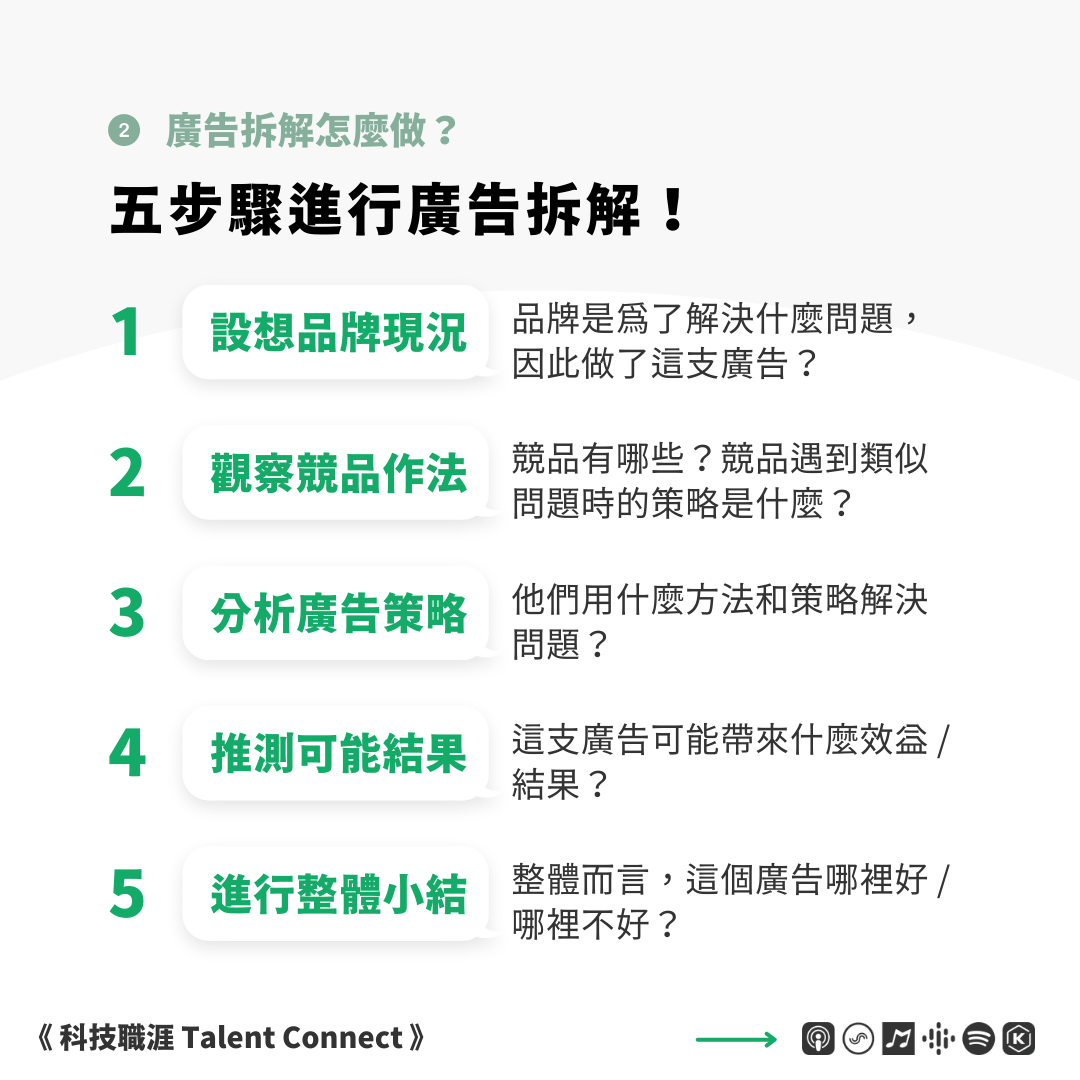 2 廣告拆解怎麼做？
五步驟進行廣告拆解！
1 設想品牌現況
品牌是為了解決什麼問題，
因此做了這支廣告？
2 觀察競品作法
競品有哪些？競品遇到類似
問題時的策略是什麼？
3 分析廣告策略
他們用什麼方法和策略解決
問題？
4 推測可能結果
這支廣告可能帶來什麼效益 /
結果？
5 進行整體小結
整體而言，這個廣告哪裡好 /
哪裡不好？
《 科技職涯 Talent Connect 》